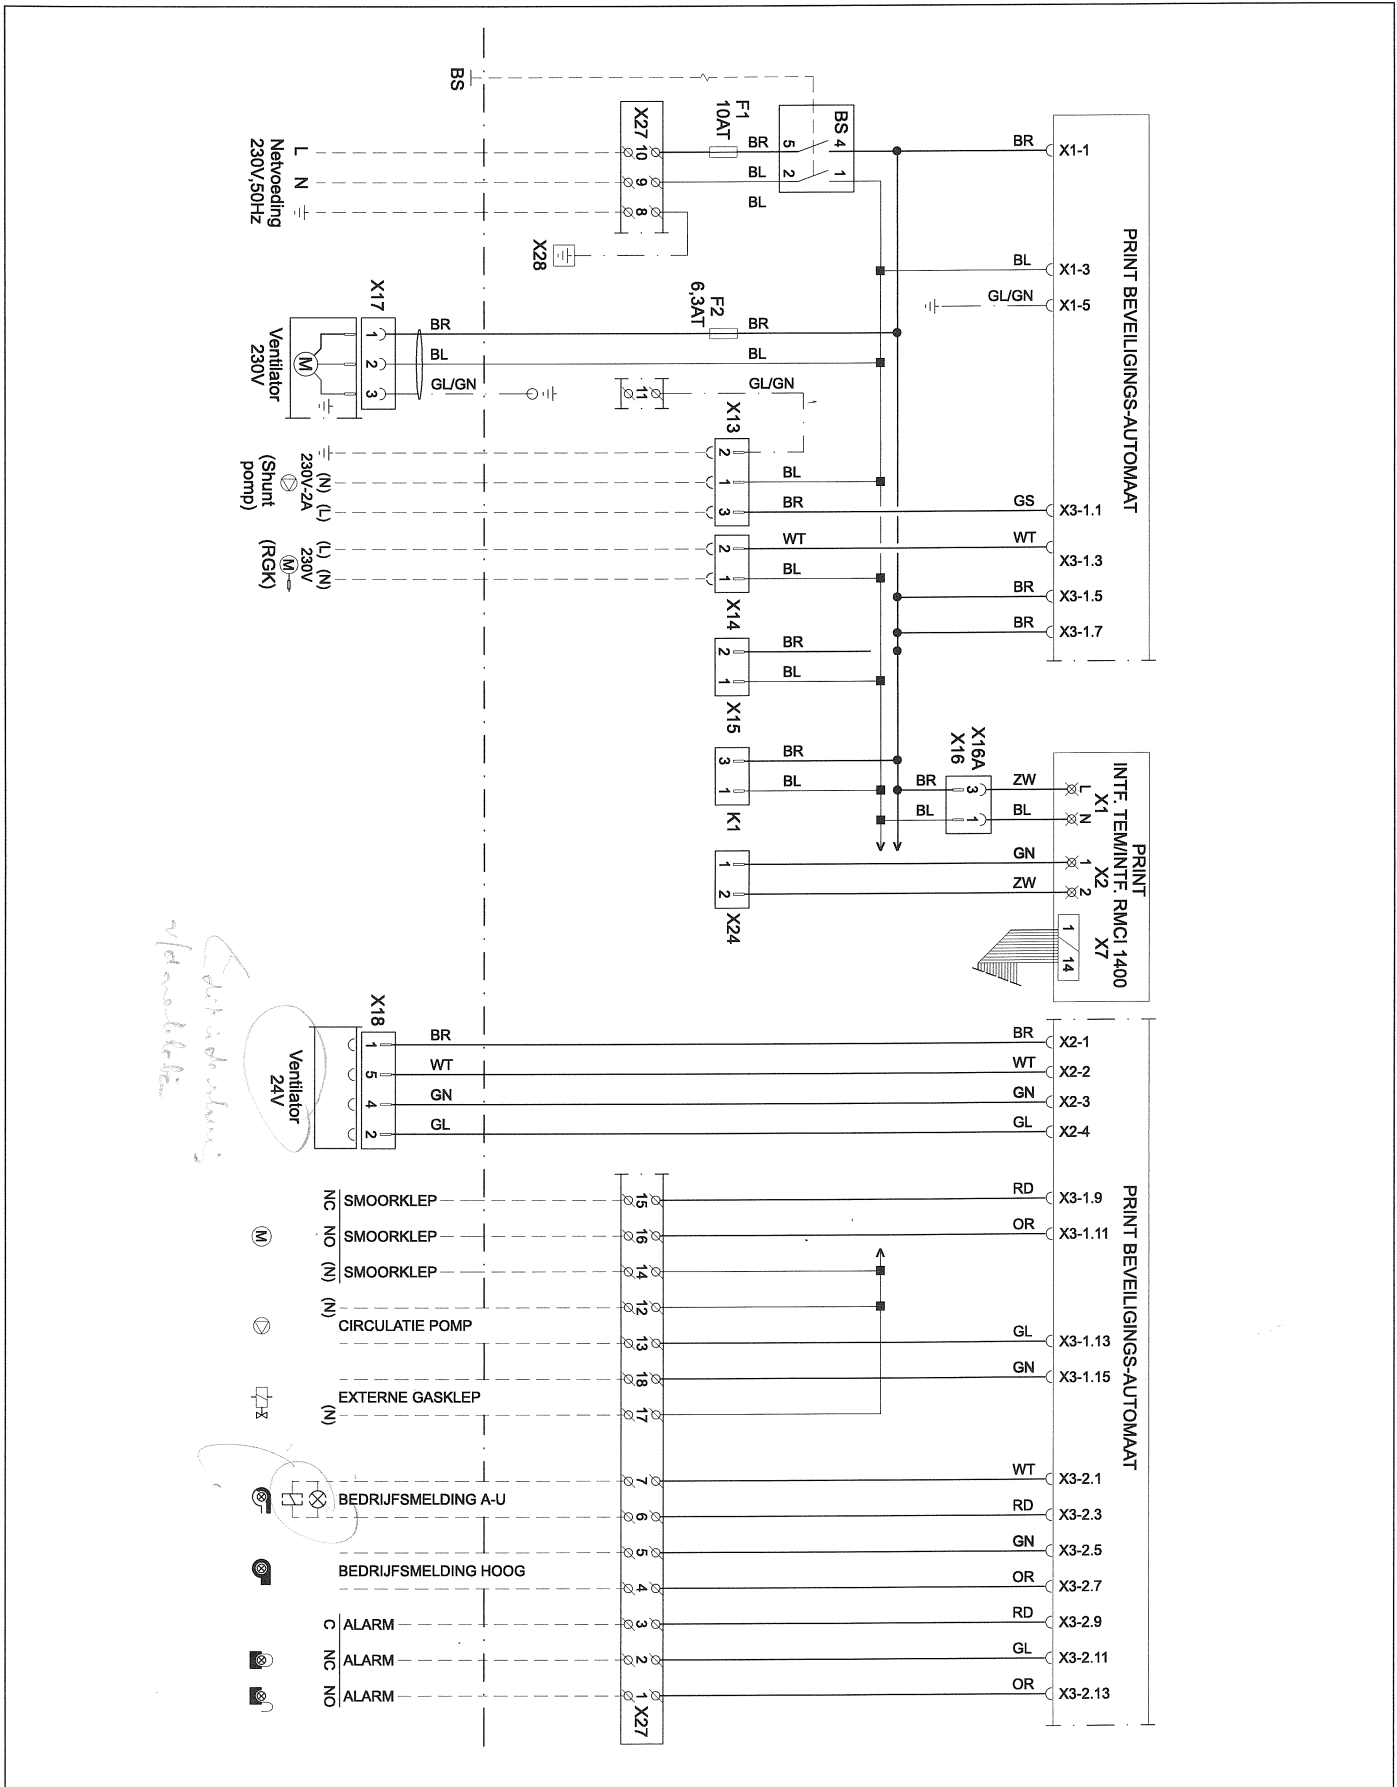 BS
L
N
Netvoeding
230V,50Hz
X27
10
9
8
X28
F1
10AT
BR
BL
BL
BS
5
4
2
1
BR
X1-1
BL
X1-3
GL/GN
X1-5
PRINT BEVEILIGINGS-AUTOMAAT
X17
1
2
3
M
Ventilator
230V
BR
BL
GL/GN
F2
6,3AT
BR
BL
GL/GN
11
X13
2
1
3
BL
BR
GS
X3-1.1
(N)
(L)
230V-2A
(Shunt
pomp)
(L)
(N)
230V
M
(RGK)
2
1
X14
WT
BL
WT
X3-1.3
BR
X3-1.5
BR
X3-1.7
2
1
X15
BR
BL
3
1
K1
BR
BL
X16A
X16
3
1
BR
BL
ZW
BL
L
N
X1
PRINT
INTF. TEM/INTF. RMCI 1400
1
2
X24
GN
ZW
1
2
X2
X7
1
14
X18
1
5
4
2
Ventilator
24V
BR
WT
GN
GL
BR
X2-1
WT
X2-2
GN
X2-3
GL
X2-4
PRINT BEVEILIGINGS-AUTOMAAT
NC
SMOORKLEP
15
RD
X3-1.9
M
NO
SMOORKLEP
16
OR
X3-1.11
(N)
SMOORKLEP
14
(N)
12
CIRCULATIE POMP
13
GL
X3-1.13
18
GN
X3-1.15
EXTERNE GASKLEP
(N)
17
7
WT
X3-2.1
BEDRIJFSMELDING A-U
6
RD
X3-2.3
5
GN
X3-2.5
BEDRIJFSMELDING HOOG
4
OR
X3-2.7
C
ALARM
3
RD
X3-2.9
NC
ALARM
2
GL
X3-2.11
NO
ALARM
1
OR
X3-2.13
X27